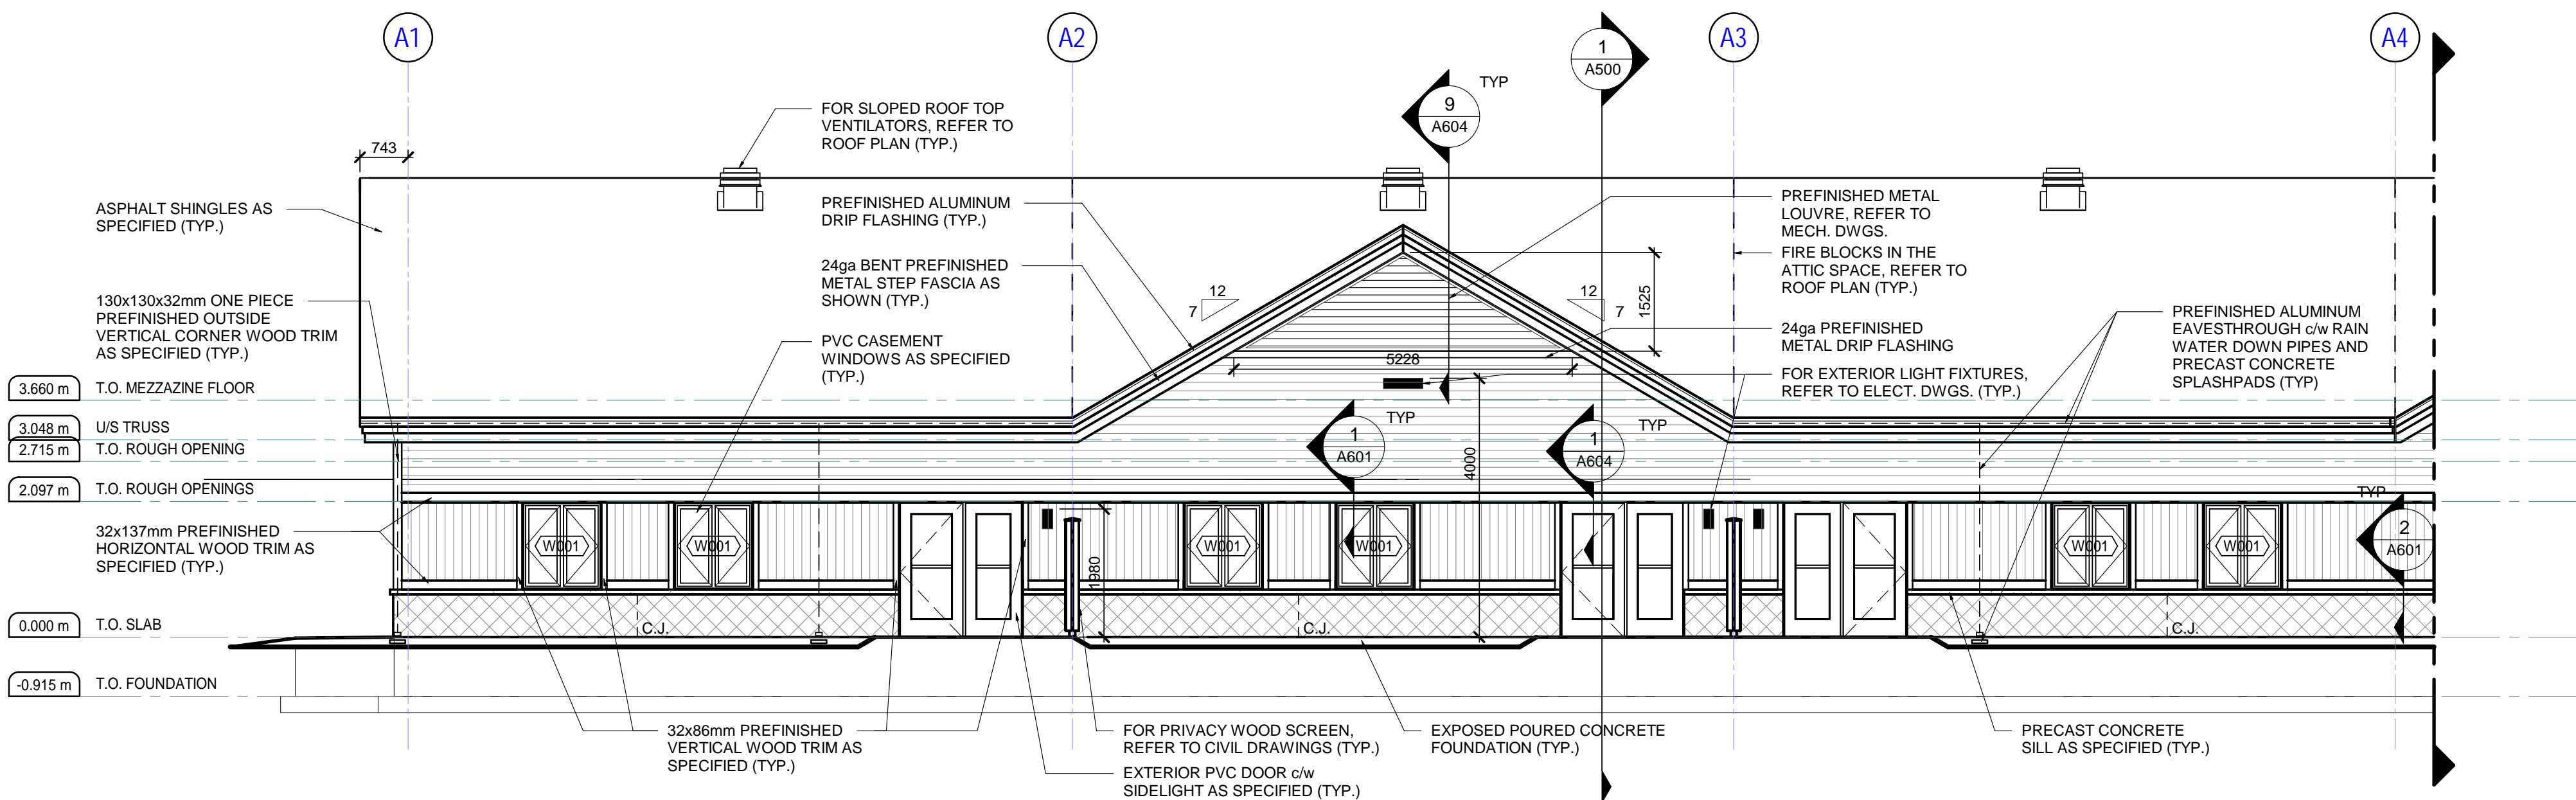 A1
A2
A3
A4
1
A500
TYP
9
A604
743
FOR SLOPED ROOF TOP
VENTILATORS, REFER TO
ROOF PLAN (TYP.)
ASPHALT SHINGLES AS
SPECIFIED (TYP.)
PREFINISHED ALUMINUM
DRIP FLASHING (TYP.)
24ga BENT PREFINISHED
METAL STEP FASCIA AS
SHOWN (TYP.)
130x130x32mm ONE PIECE
PREFINISHED OUTSIDE
VERTICAL CORNER WOOD TRIM
AS SPECIFIED (TYP.)
PVC CASEMENT
WINDOWS AS SPECIFIED
(TYP.)
12
7
12
7
1525
5228
PREFINISHED METAL
LOUVRE, REFER TO
MECH. DWGS.
FIRE BLOCKS IN THE
ATTIC SPACE, REFER TO
ROOF PLAN (TYP.)
24ga PREFINISHED
METAL DRIP FLASHING
FOR EXTERIOR LIGHT FIXTURES,
REFER TO ELECT. DWGS. (TYP.)
PREFINISHED ALUMINUM
EAVESTHROUGH c/w RAIN
WATER DOWN PIPES AND
PRECAST CONCRETE
SPLASHPADS (TYP)
3.660 m T.O. MEZZAZINE FLOOR
3.048 m U/S TRUSS
2.715 m T.O. ROUGH OPENING
2.097 m T.O. ROUGH OPENINGS
TYP
1
A601
TYP
1
A604
4000
TYP
2
A601
32x137mm PREFINISHED
HORIZONTAL WOOD TRIM AS
SPECIFIED (TYP.)
W001
W001
W001
W001
W001
W001
1980
0.000 m T.O. SLAB
C.J.
C.J.
C.J.
-0.915 m T.O. FOUNDATION
32x86mm PREFINISHED
VERTICAL WOOD TRIM AS
SPECIFIED (TYP.)
FOR PRIVACY WOOD SCREEN,
REFER TO CIVIL DRAWINGS (TYP.)
EXTERIOR PVC DOOR c/w
SIDELIGHT AS SPECIFIED (TYP.)
EXPOSED POURED CONCRETE
FOUNDATION (TYP.)
PRECAST CONCRETE
SILL AS SPECIFIED (TYP.)